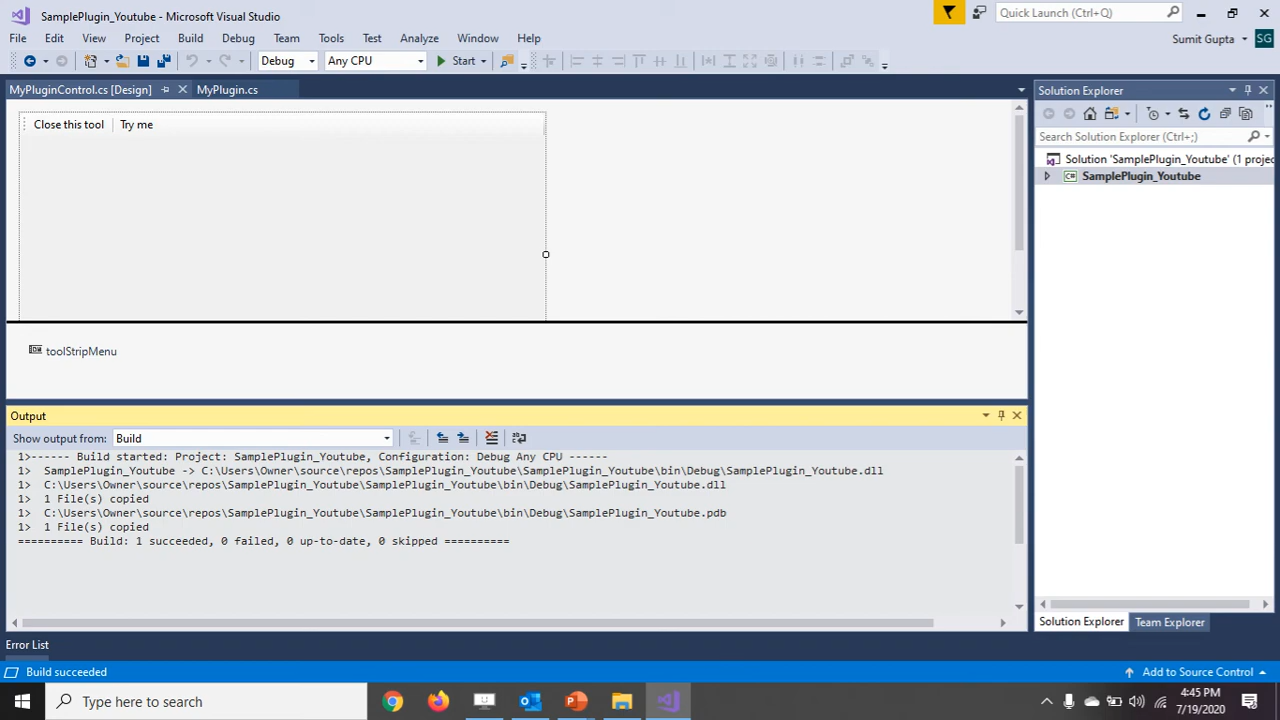 SamplePlugin_Youtube - Microsoft Visual Studio
Quick Launch (Ctrl+Q)
File Edit View Project Build Debug Team Tools Test Analyze Window Help
Sumit Gupta SG
Debug Any CPU Start
MyPluginControl.cs [Design] MyPlugin.cs
Close this tool Try me
toolStripMenu
Solution Explorer
Search Solution Explorer (Ctrl+;)
Solution 'SamplePlugin_Youtube' (1 projec
C# SamplePlugin_Youtube
Output
Show output from: Build
1>------ Build started: Project: SamplePlugin_Youtube, Configuration: Debug Any CPU ------
1> SamplePlugin_Youtube -> C:\Users\Owner\source\repos\SamplePlugin_Youtube\SamplePlugin_Youtube\bin\Debug\SamplePlugin_Youtube.dll
1> C:\Users\Owner\source\repos\SamplePlugin_Youtube\SamplePlugin_Youtube\bin\Debug\SamplePlugin_Youtube.dll
1> 1 File(s) copied
1> C:\Users\Owner\source\repos\SamplePlugin_Youtube\SamplePlugin_Youtube\bin\Debug\SamplePlugin_Youtube.pdb
1> 1 File(s) copied
========== Build: 1 succeeded, 0 failed, 0 up-to-date, 0 skipped ==========
Solution Explorer Team Explorer
Error List
Build succeeded
Add to Source Control
Type here to search
4:45 PM
7/19/2020